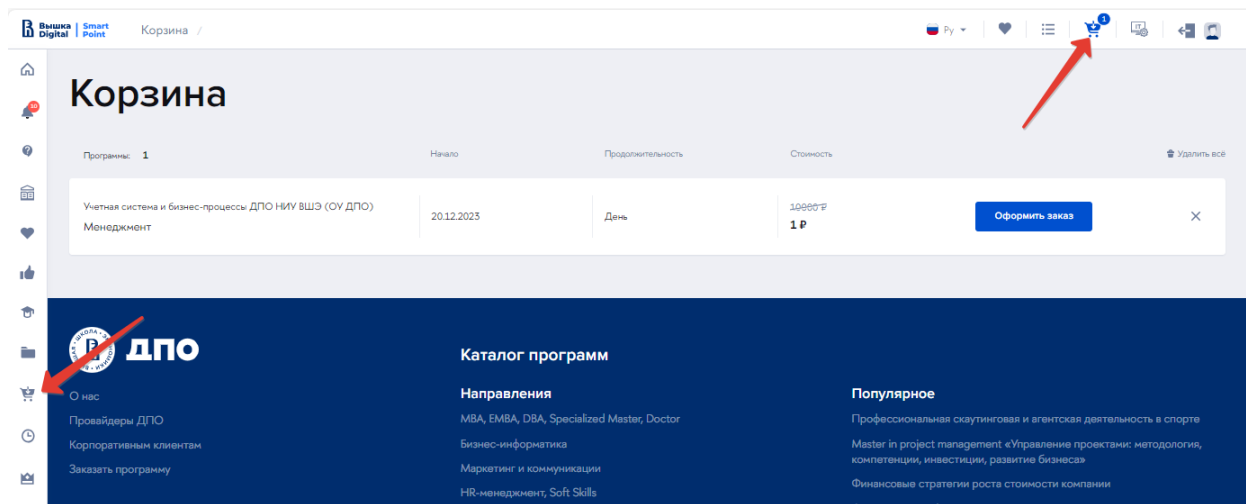 Вышка Digital
Smart Point
Корзина /
Ру
1
IT
10
Корзина
Программы: 1
Начало
Продолжительность
Стоимость
Удалить всё
Учетная система и бизнес-процессы ДПО НИУ ВШЭ (ОУ ДПО)
Менеджмент
20.12.2023
День
10000 ₽
1 ₽
Оформить заказ
ДПО
О нас
Провайдеры ДПО
Корпоративным клиентам
Заказать программу
Каталог программ
Направления
MBA, EMBA, DBA, Specialized Master, Doctor
Бизнес-информатика
Маркетинг и коммуникации
HR-менеджмент, Soft Skills
Популярное
Профессиональная скаутинговая и агентская деятельность в спорте
Master in project management «Управление проектами: методология,
компетенции, инвестиции, развитие бизнеса»
Финансовые стратегии роста стоимости компании